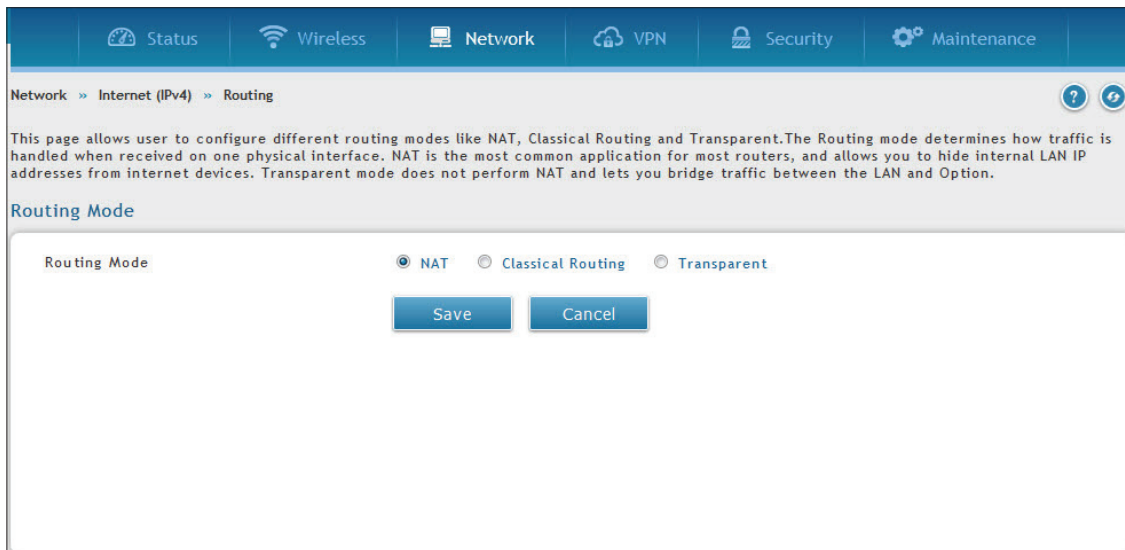 Status Wireless Network VPN Security Maintenance
Network » Internet (IPv4) » Routing
This page allows user to configure different routing modes like NAT, Classical Routing and Transparent.The Routing mode determines how traffic is
handled when received on one physical interface. NAT is the most common application for most routers, and allows you to hide internal LAN IP
addresses from internet devices. Transparent mode does not perform NAT and lets you bridge traffic between the LAN and Option.
Routing Mode
Routing Mode NAT Classical Routing Transparent
Save Cancel